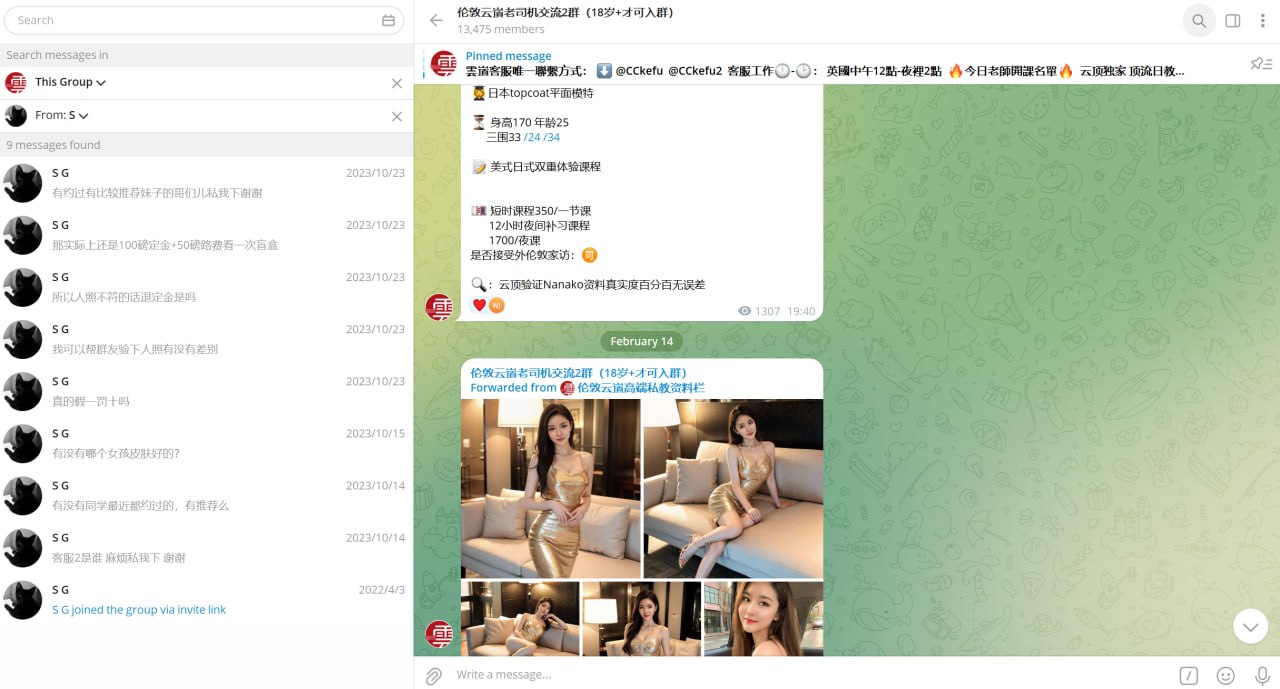 Search
Search messages in
This Group
From: S
9 messages found
S G 2023/10/23
有约过有比较推荐妹子的哥们儿私我下谢谢
S G 2023/10/23
那实际上还是100磅定金+50磅路费看一次盲盒
S G 2023/10/23
所以人照不符的话退定金是吗
S G 2023/10/23
我可以帮群友验下人照有没有差别
S G 2023/10/23
真的假一罚十吗
S G 2023/10/15
有没有哪个女孩皮肤好的？
S G 2023/10/14
有没有同学最近都约过的，有推荐么
S G 2023/10/14
客服2是谁 麻烦私我下 谢谢
S G 2022/4/3
S G joined the group via invite link
伦敦云巅老司机交流2群（18岁+才可入群）
13,475 members
Pinned message
雲巅客服唯一聯繫方式： ⬇️ @CCkefu @CCkefu2 客服工作🕛-🕑： 英國中午12點-夜裡2點 🔥今日老師開課名單🔥 云顶独家 顶流日教...
日本topcoat平面模特
⏳ 身高170 年龄25
三围33 /24 /34
📝 美式日式双重体验课程
💷 短时课程350/一节课
12小时夜间补习课程
1700/夜课
是否接受外伦敦家访：🉑
🔍：云顶验证Nanako资料真实度百分百无误差
1307 19:40
February 14
伦敦云巅老司机交流2群（18岁+才可入群）
Forwarded from 伦敦云巅高端私教资料栏
Write a message...